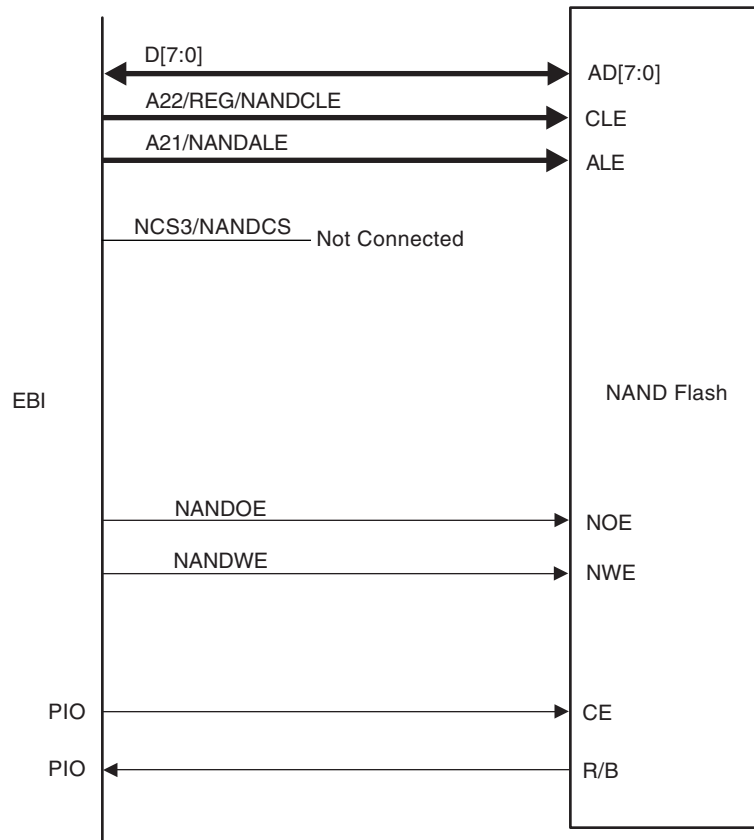 D[7:0]
AD[7:0]
A22/REG/NANDCLE
CLE
A21/NANDALE
ALE
NCS3/NANDCS
Not Connected
EBI
NAND Flash
NANDOE
NOE
NANDWE
NWE
PIO
CE
PIO
R/B